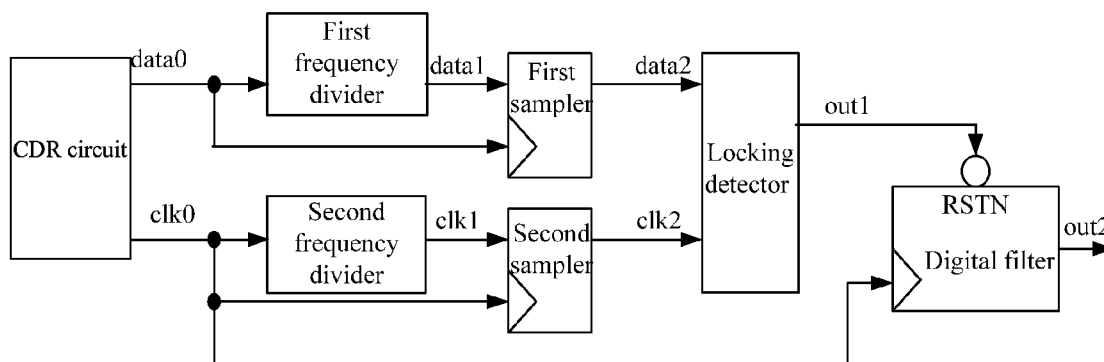 CDR circuit
data0
First
frequency
divider
data1
First
sampler
data2
clk0
Second
frequency
divider
clk1
Second
sampler
clk2
Locking
detector
out1
RSTN
Digital filter
out2